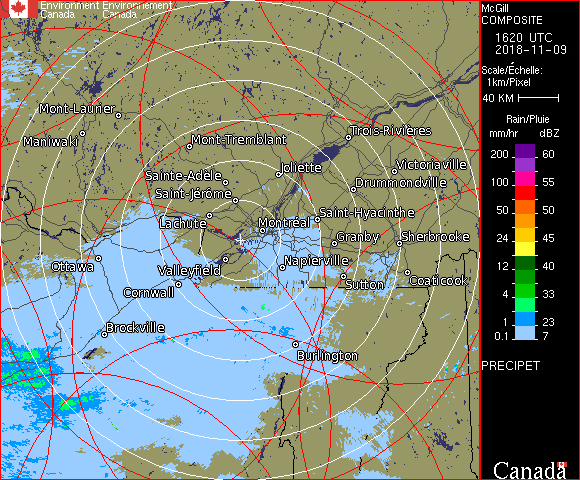 Environment Environnement
Canada Canada
McGill
COMPOSITE
1620 UTC
2018-11-09
Scale/Échelle:
1km/Pixel
40 KM
Rain/Pluie
mm/hr dBZ
200 60
150 57
100 55
50 50
24 45
12 40
4 33
1 23
0.1 7
PRECIPET
Canada
Mont-Laurier
Maniwaki
Mont-Tremblant
Trois-Rivières
Sainte-Adèle
Joliette
Victoriaville
Saint-Jérôme
Drummondville
Lachute
Montréal
Saint-Hyacinthe
Granby
Sherbrooke
Ottawa
Valleyfield
Napierville
Cornwall
Sutton
Coaticook
Brockville
Burlington